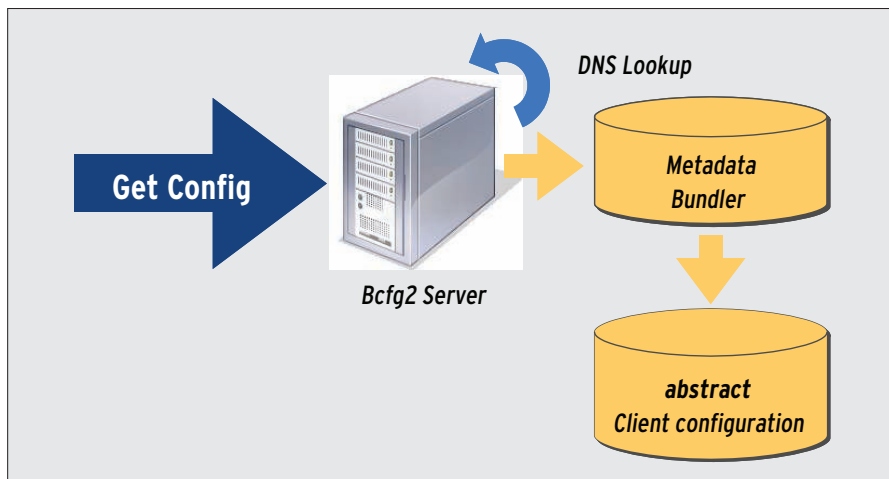 DNS Lookup
Get Config
Metadata
Bundler
Bcfg2 Server
abstract
Client configuration